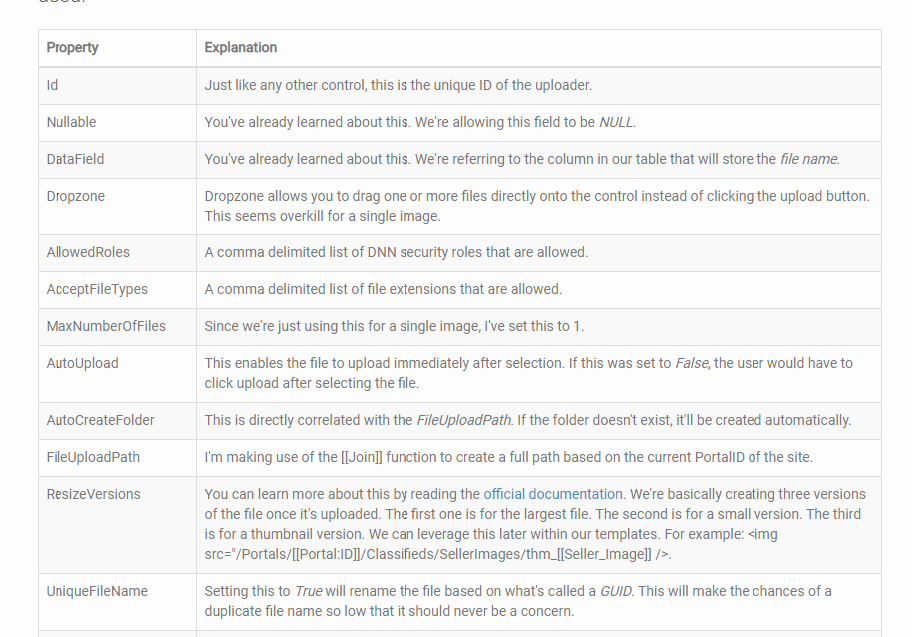 used.
Property Explanation
Id Just like any other control, this is the unique ID of the uploader.
Nullable You've already learned about this. We're allowing this field to be NULL.
DataField You've already learned about this. We're referring to the column in our table that will store the file name.
Dropzone Dropzone allows you to drag one or more files directly onto the control instead of clicking the upload button.
This seems overkill for a single image.
AllowedRoles A comma delimited list of DNN security roles that are allowed.
AcceptFileTypes A comma delimited list of file extensions that are allowed.
MaxNumberOfFiles Since we're just using this for a single image, I've set this to 1.
AutoUpload This enables the file to upload immediately after selection. If this was set to False, the user would have to
click upload after selecting the file.
AutoCreateFolder This is directly correlated with the FileUploadPath. If the folder doesn't exist, it'll be created automatically.
FileUploadPath I'm making use of the [[Join]] function to create a full path based on the current PortalID of the site.
ResizeVersions You can learn more about this by reading the official documentation. We're basically creating three versions
of the file once it's uploaded. The first one is for the largest file. The second is for a small version. The third
is for a thumbnail version. We can leverage this later within our templates. For example: <img
src="/Portals/[[Portal:ID]]/Classifieds/SellerImages/thm_[[Seller_Image]] />.
UniqueFileName Setting this to True will rename the file based on what's called a GUID. This will make the chances of a
duplicate file name so low that it should never be a concern.